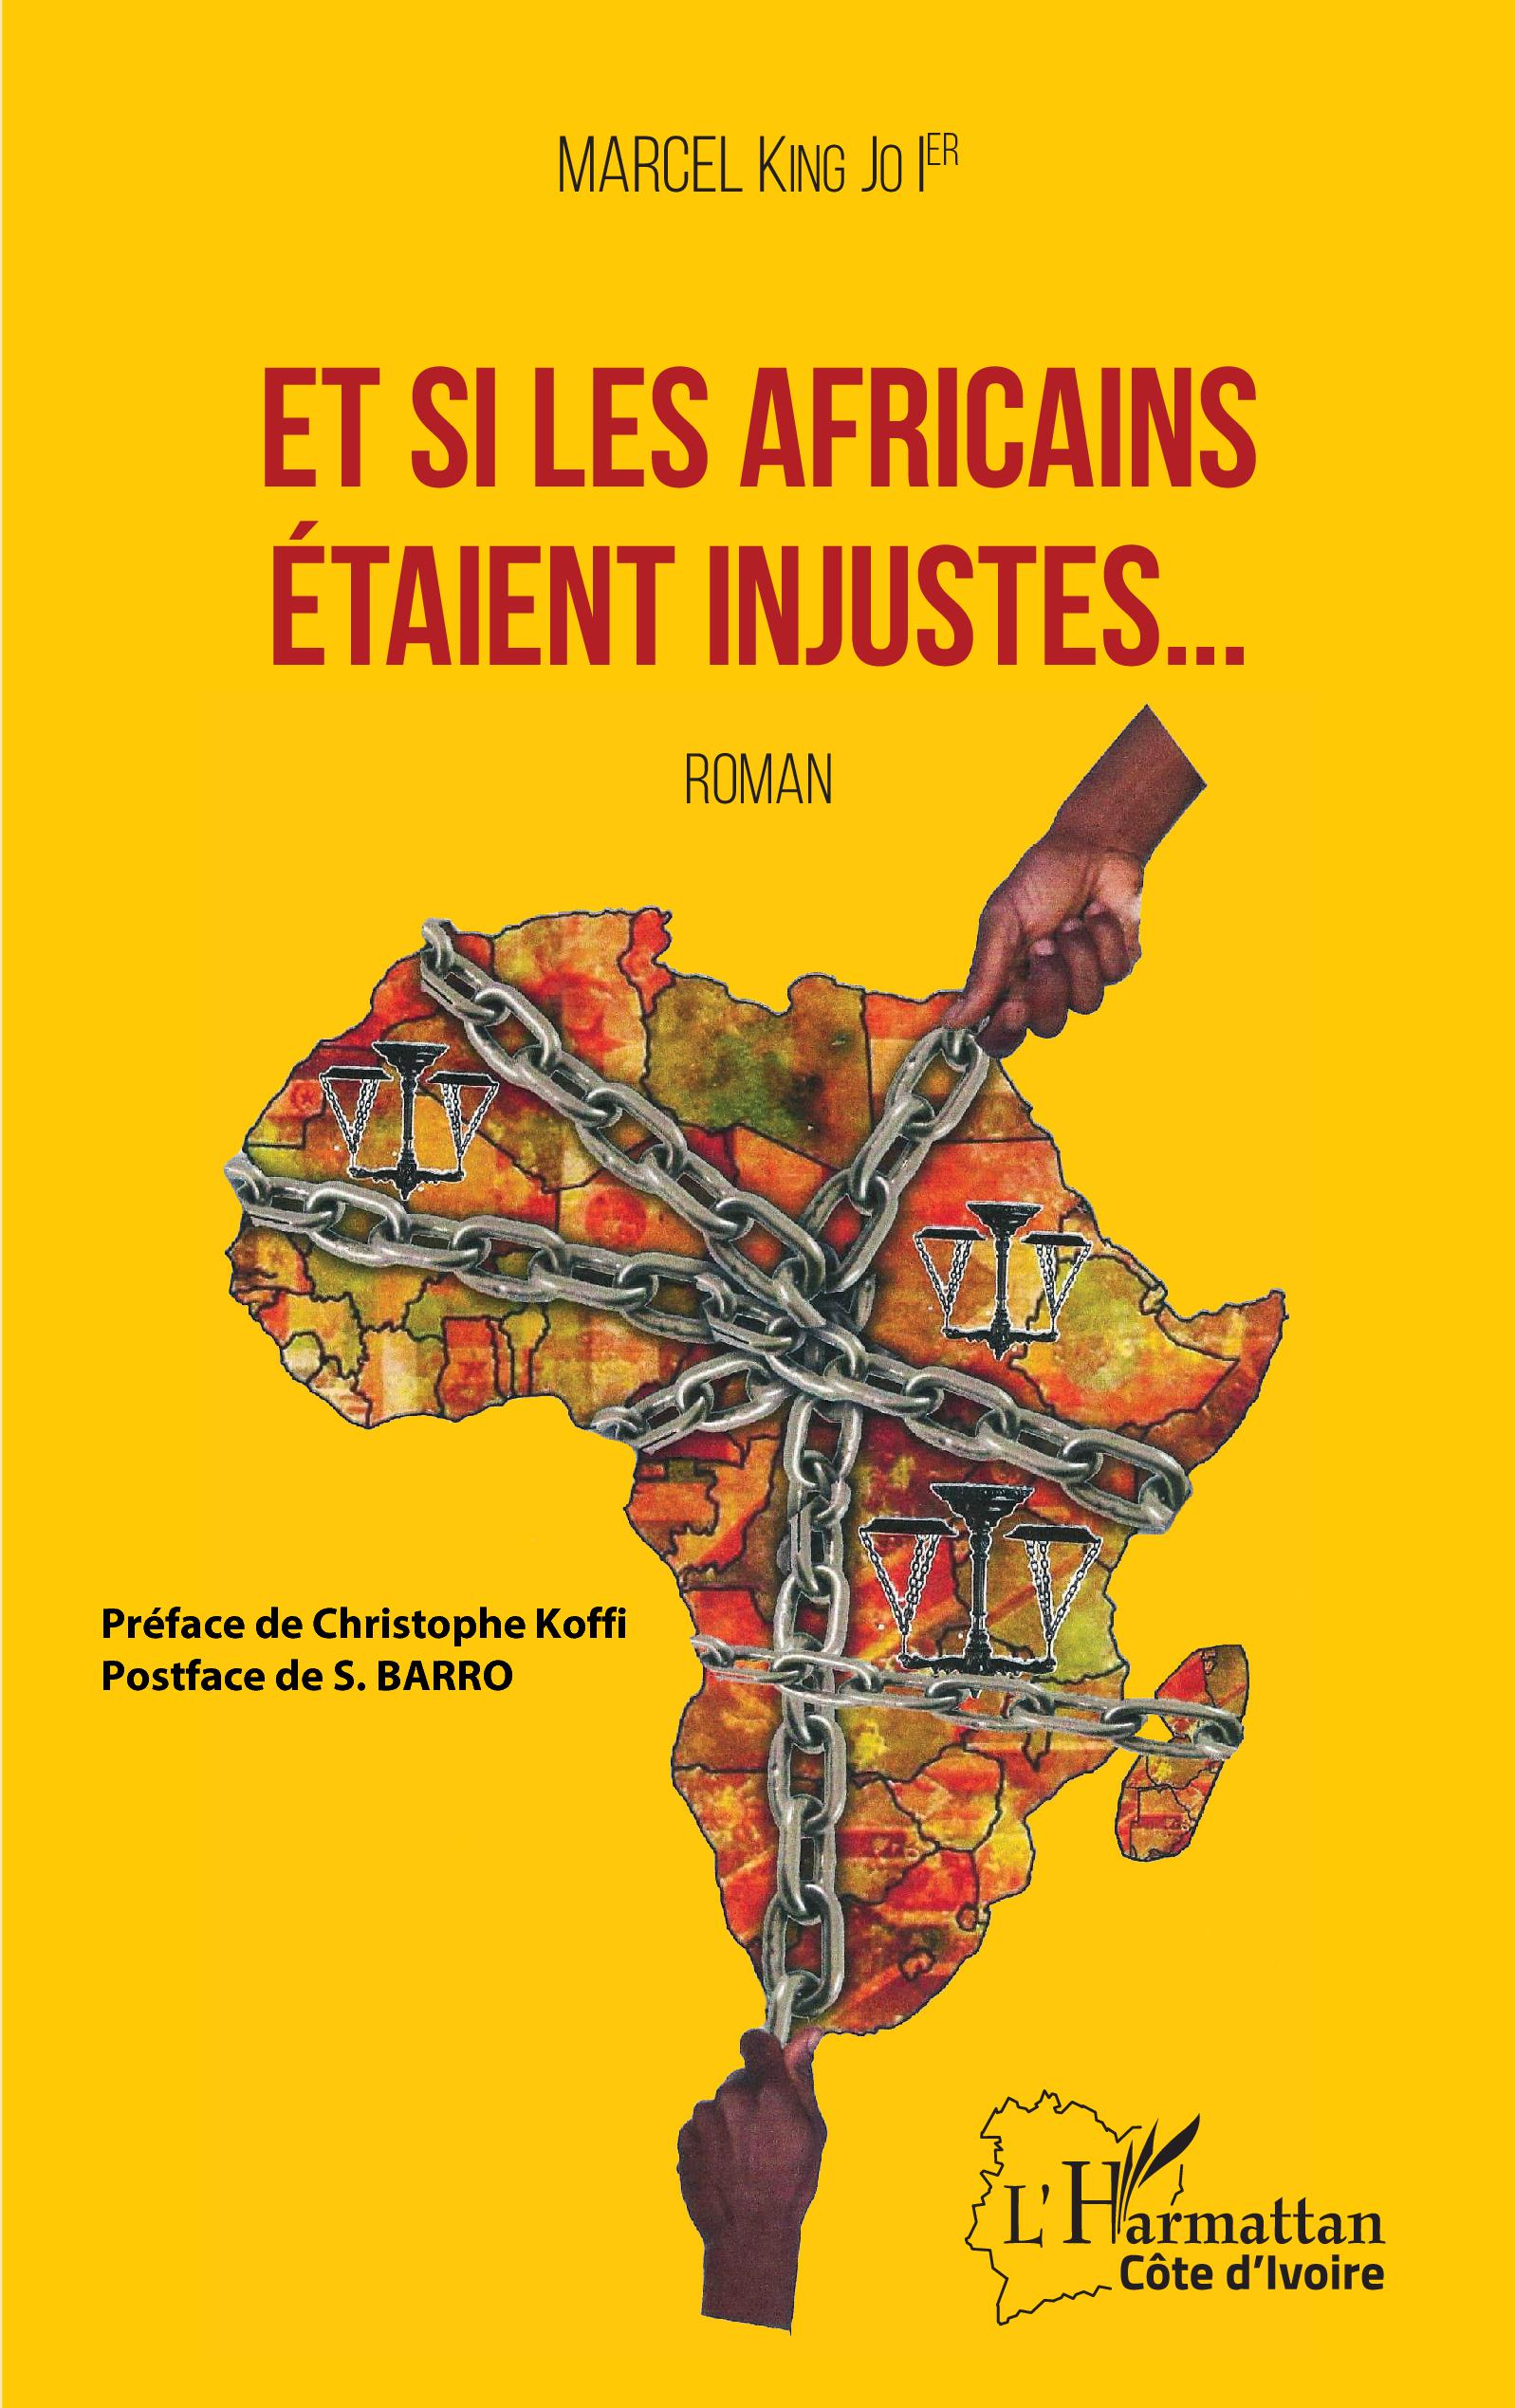 MARCEL KING JO IER
ET SI LES AFRICAINS
ÉTAIENT INJUSTES...
ROMAN
Préface de Christophe Koffi
Postface de S. BARRO
L'Harmattan
Côte d'Ivoire